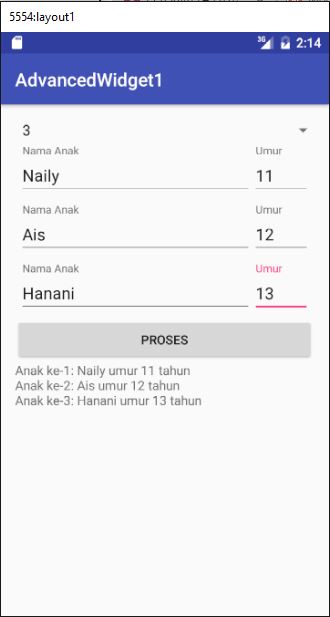 5554:layout1
3G 2:14
AdvancedWidget1
3
Nama Anak Umur
Naily 11
Nama Anak Umur
Ais 12
Nama Anak Umur
Hanani 13
PROSES
Anak ke-1: Naily umur 11 tahun
Anak ke-2: Ais umur 12 tahun
Anak ke-3: Hanani umur 13 tahun